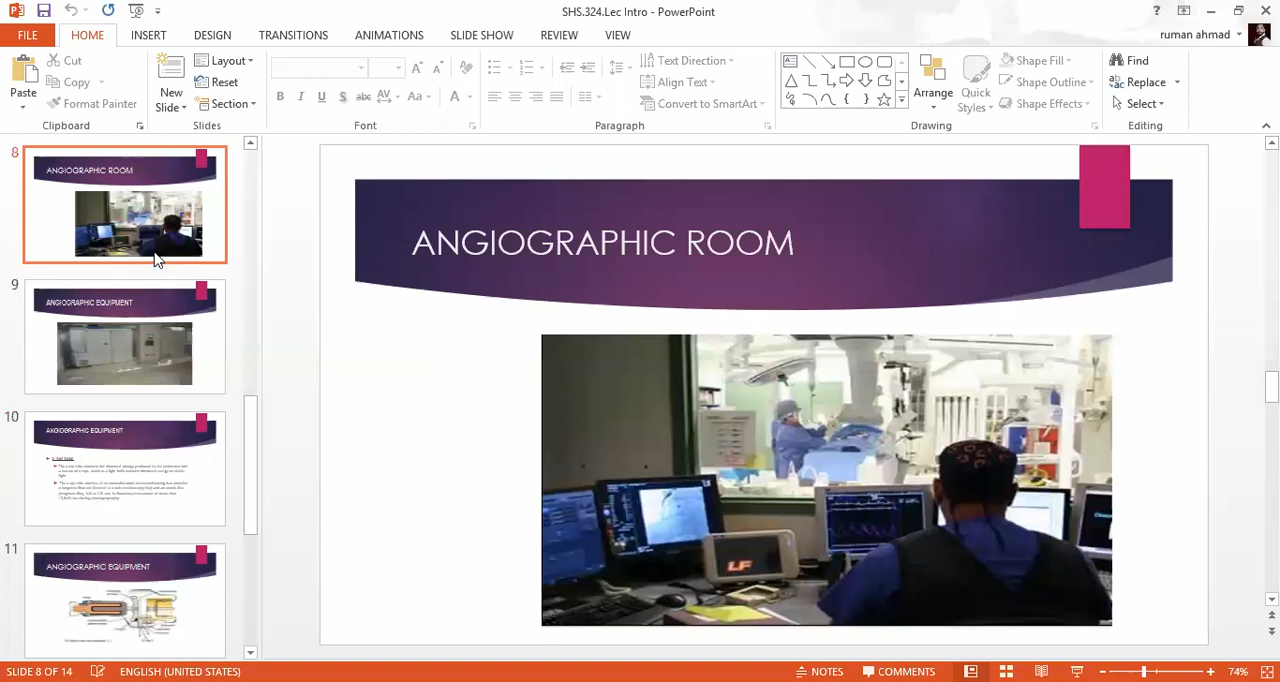 SHS.324.Lec Intro - PowerPoint
?
FILE
HOME
INSERT
DESIGN
TRANSITIONS
ANIMATIONS
SLIDE SHOW
REVIEW
VIEW
ruman ahmad
Paste
Cut
Copy
Format Painter
Clipboard
New
Slide
Layout
Reset
Section
Slides
B I U S abc AV Aa A
Font
Text Direction
Align Text
Convert to SmartArt
Paragraph
Arrange
Quick
Styles
Shape Fill
Shape Outline
Shape Effects
Drawing
Find
Replace
Select
Editing
8
ANGIOGRAPHIC ROOM
9
ANGIOGRAPHIC EQUIPMENT
10
ANGIOGRAPHIC EQUIPMENT
11
ANGIOGRAPHIC EQUIPMENT
ANGIOGRAPHIC ROOM
LF
SLIDE 8 OF 14
ENGLISH (UNITED STATES)
NOTES
COMMENTS
74%